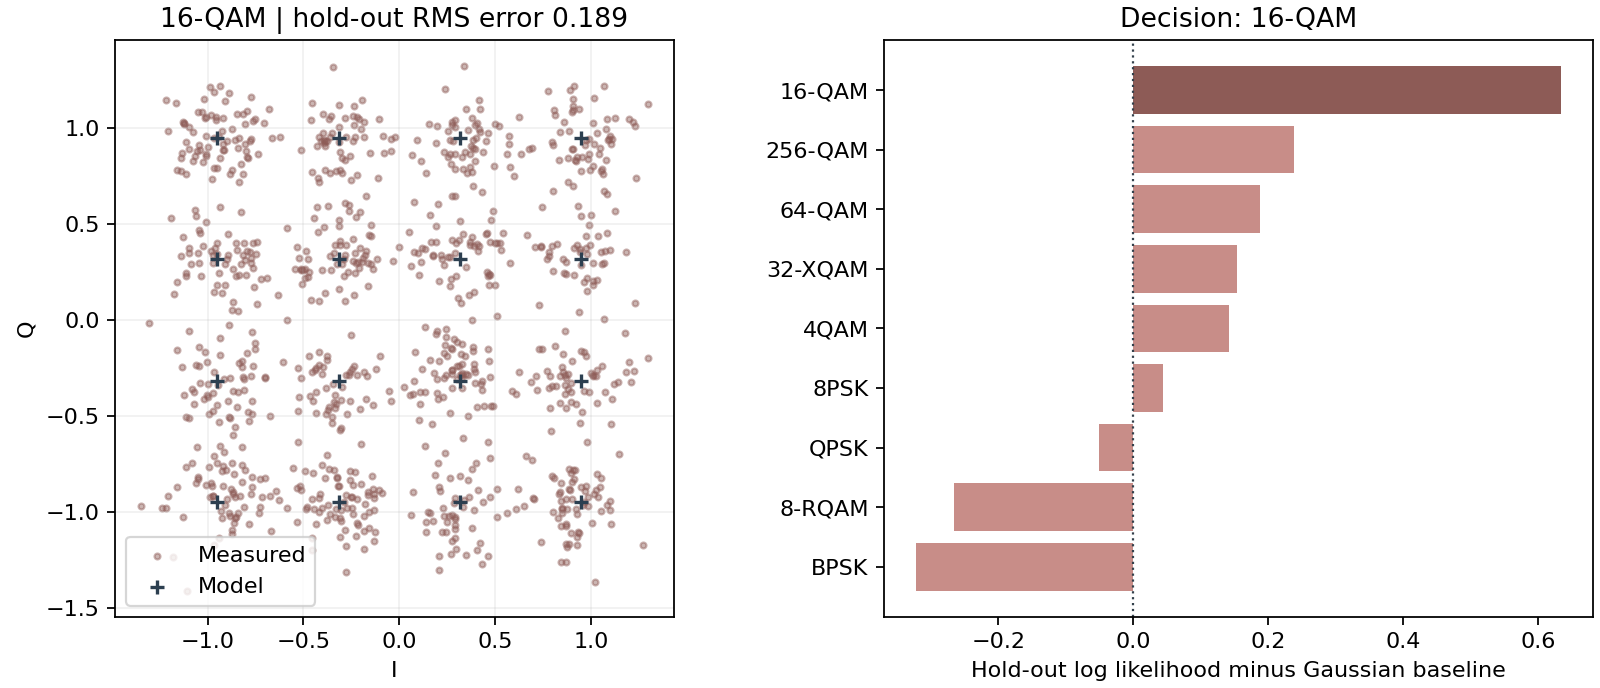 16-QAM | hold-out RMS error 0.189
Q
1.0
0.5
0.0
−0.5
−1.0
−1.5
Measured
Model
−1.0 −0.5 0.0 0.5 1.0
I
Decision: 16-QAM
16-QAM
256-QAM
64-QAM
32-XQAM
4QAM
8PSK
QPSK
8-RQAM
BPSK
−0.2 0.0 0.2 0.4 0.6
Hold-out log likelihood minus Gaussian baseline